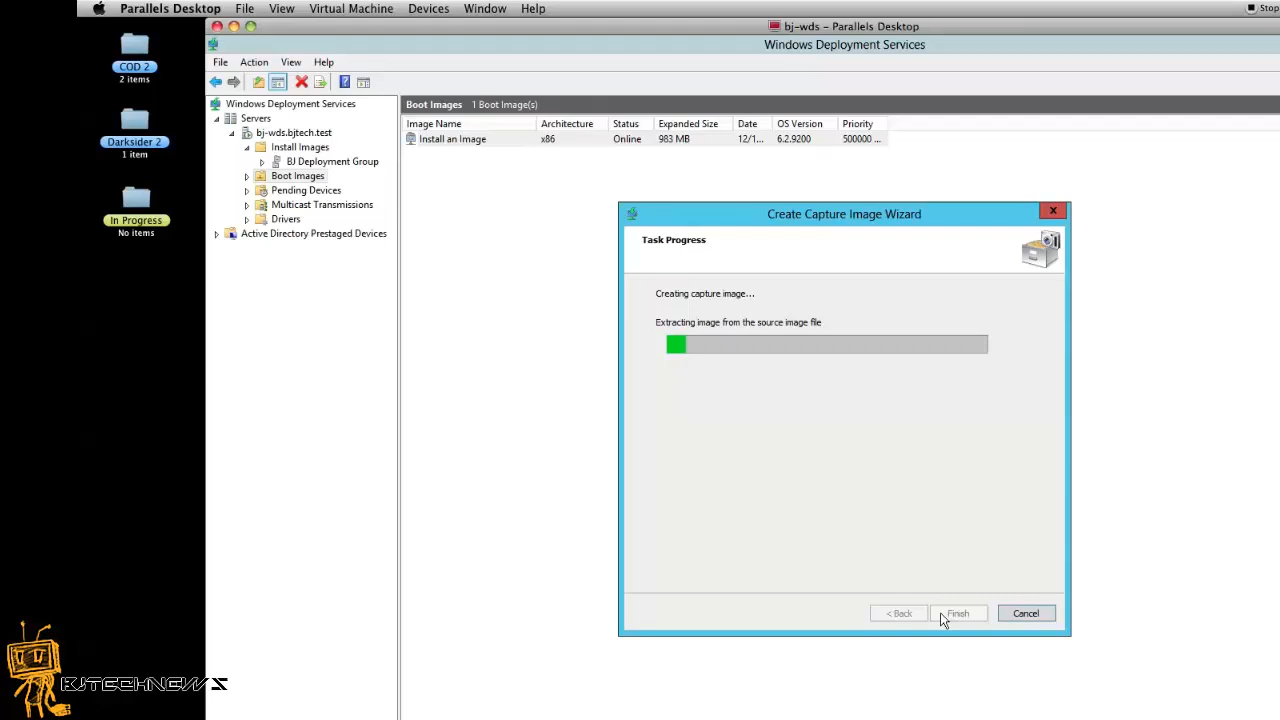 Parallels Desktop File View Virtual Machine Devices Window Help Stop
bj-wds – Parallels Desktop
Windows Deployment Services
File Action View Help
COD 2
2 items
Darksider 2
1 item
In Progress
No items
Windows Deployment Services
Servers
bj-wds.bjtech.test
Install Images
BJ Deployment Group
Boot Images
Pending Devices
Multicast Transmissions
Drivers
Active Directory Prestaged Devices
Boot Images 1 Boot Image(s)
Image Name Architecture Status Expanded Size Date OS Version Priority
Install an Image x86 Online 983 MB 12/1... 6.2.9200 500000 ...
Create Capture Image Wizard
Task Progress
Creating capture image...
Extracting image from the source image file
< Back Finish Cancel
BJTECHNEWS